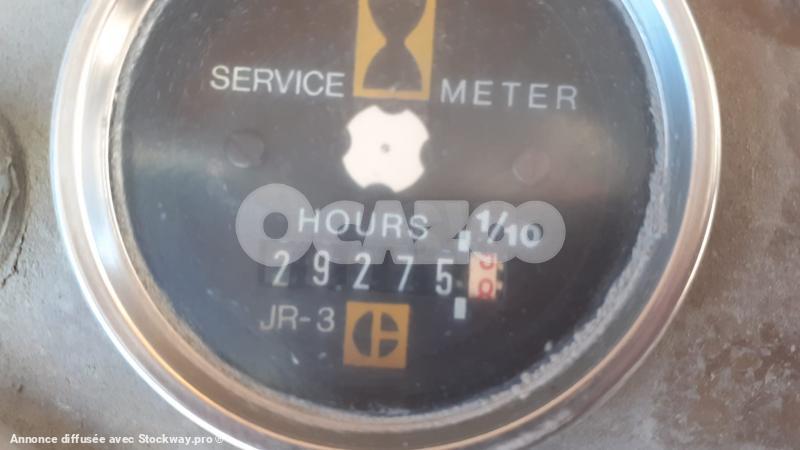 SERVICE METER
HOURS 1/10
OCAZOO
29275
JR-3
Annonce diffusée avec Stockway.pro©